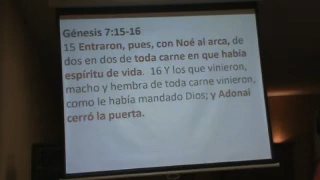 Génesis 7:15-16
15 Entraron, pues, con Noé al arca, de
dos en dos de toda carne en que había
espíritu de vida.  16 Y los que vinieron,
macho y hembra de toda carne vinieron,
como le había mandado Dios; y Adonai
cerró la puerta.